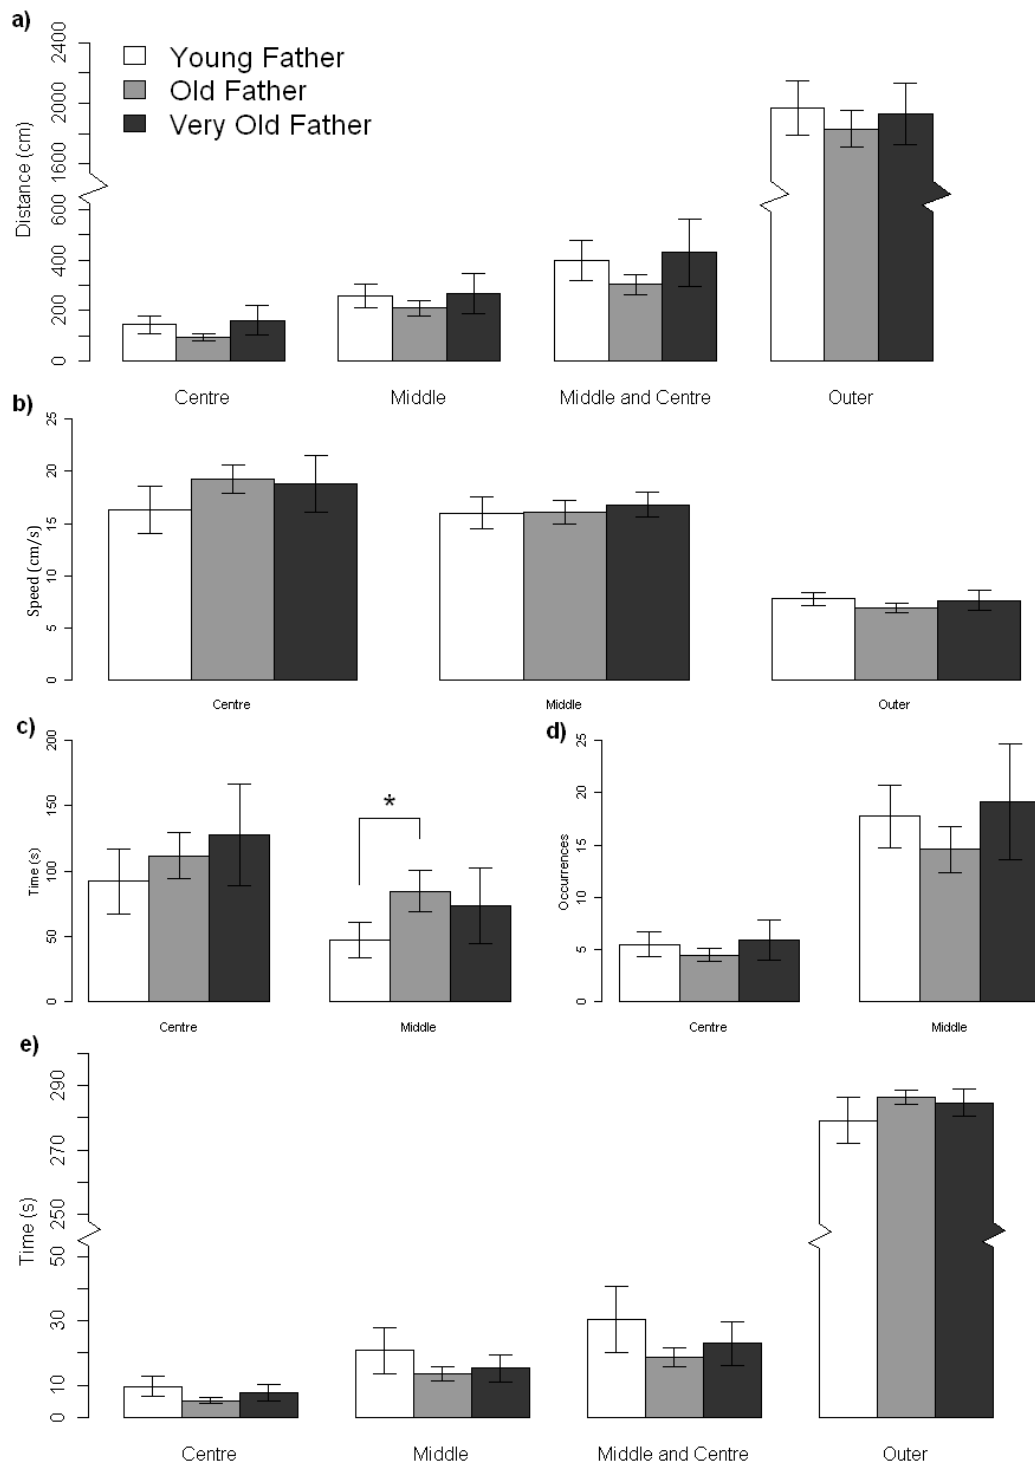 a)
Young Father
Old Father
Very Old Father
Distance (cm)
2400
2000
1600
600
400
200
0
Centre Middle Middle and Centre Outer
b)
Speed (cm/s)
25
20
15
10
5
0
Centre Middle Outer
c)
Time (s)
200
150
100
50
0
*
Centre Middle
d)
Occurrences
25
20
15
10
5
0
Centre Middle
e)
Time (s)
290
270
250
50
30
10
0
Centre Middle Middle and Centre Outer